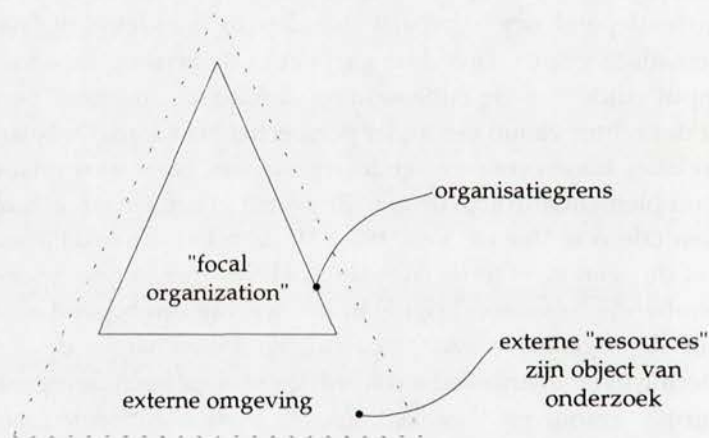 organisatiegrens
"focal
organization"
externe "resources"
zijn object van
onderzoek
externe omgeving